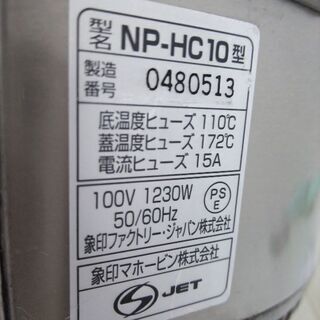 型名 NP-HC10型
製造番号 0480513
底温度ヒューズ 110℃
蓋温度ヒューズ 172℃
電流ヒューズ 15A
100V 1230W
50/60Hz
PS
E
象印ファクトリー・ジャパン株式会社
象印マホービン株式会社
JET